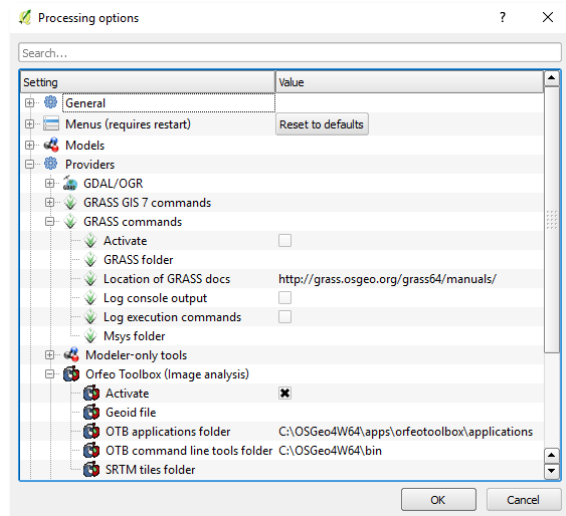 Processing options
?
Search...
Setting Value
General
Menus (requires restart) Reset to defaults
Models
Providers
GDAL/OGR
GRASS GIS 7 commands
GRASS commands
Activate
GRASS folder
Location of GRASS docs http://grass.osgeo.org/grass64/manuals/
Log console output
Log execution commands
Msys folder
Modeler-only tools
Orfeo Toolbox (Image analysis)
Activate
Geoid file
OTB applications folder C:\OSGeo4W64\apps\orfeotoolbox\applications
OTB command line tools folder C:\OSGeo4W64\bin
SRTM tiles folder
OK Cancel